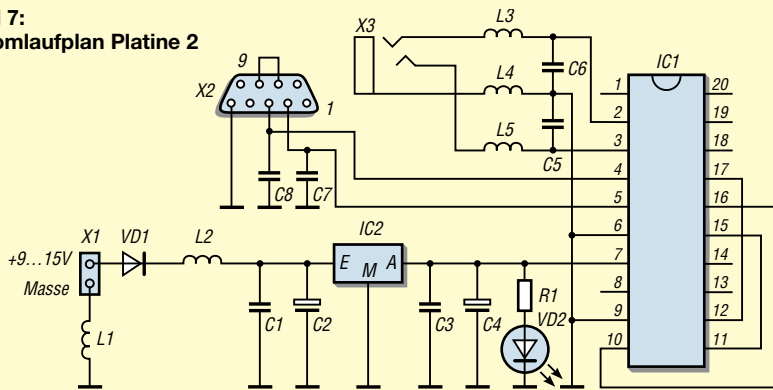 7:
omlaufplan Platine 2
9
X2
1
X3
L3
C6
L4
L5
C5
C8
C7
IC1
1
2
3
4
5
6
7
8
9
10
20
19
18
17
16
15
14
13
12
11
X1
VD1
L2
+9...15V
Masse
L1
C1
C2
IC2
E
M
A
C3
C4
R1
VD2